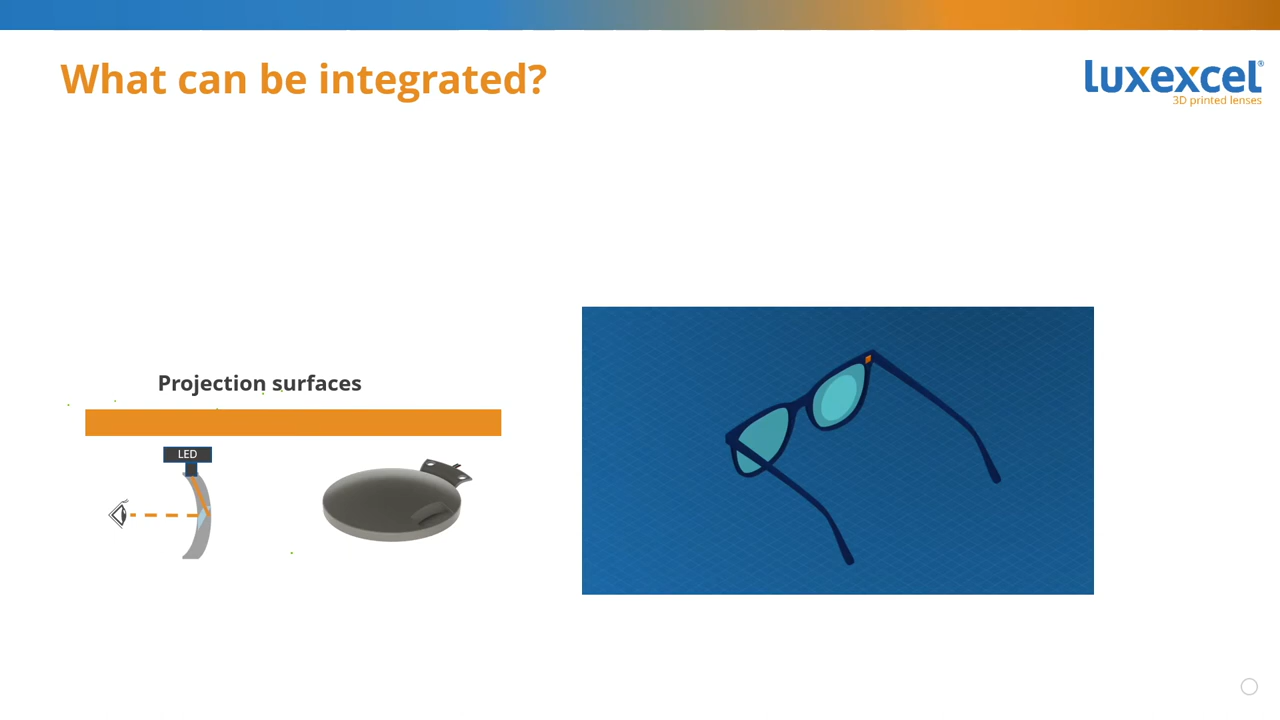 What can be integrated?
luxexcel®
3D printed lenses
Projection surfaces
LED